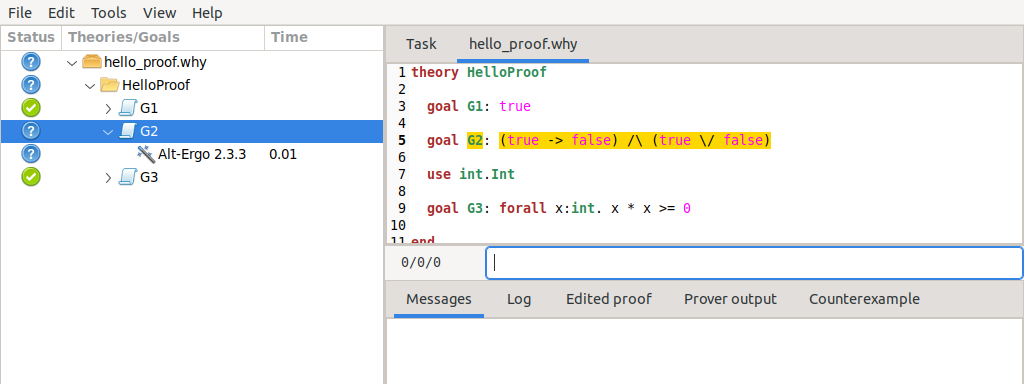 File Edit Tools View Help
Status Theories/Goals Time
hello_proof.why
HelloProof
G1
G2
Alt-Ergo 2.3.3 0.01
G3
Task hello_proof.why
1 theory HelloProof
2
3 goal G1: true
4
5 goal G2: (true -> false) /\ (true \/ false)
6
7 use int.Int
8
9 goal G3: forall x:int. x * x >= 0
10
11 end
0/0/0
Messages Log Edited proof Prover output Counterexample